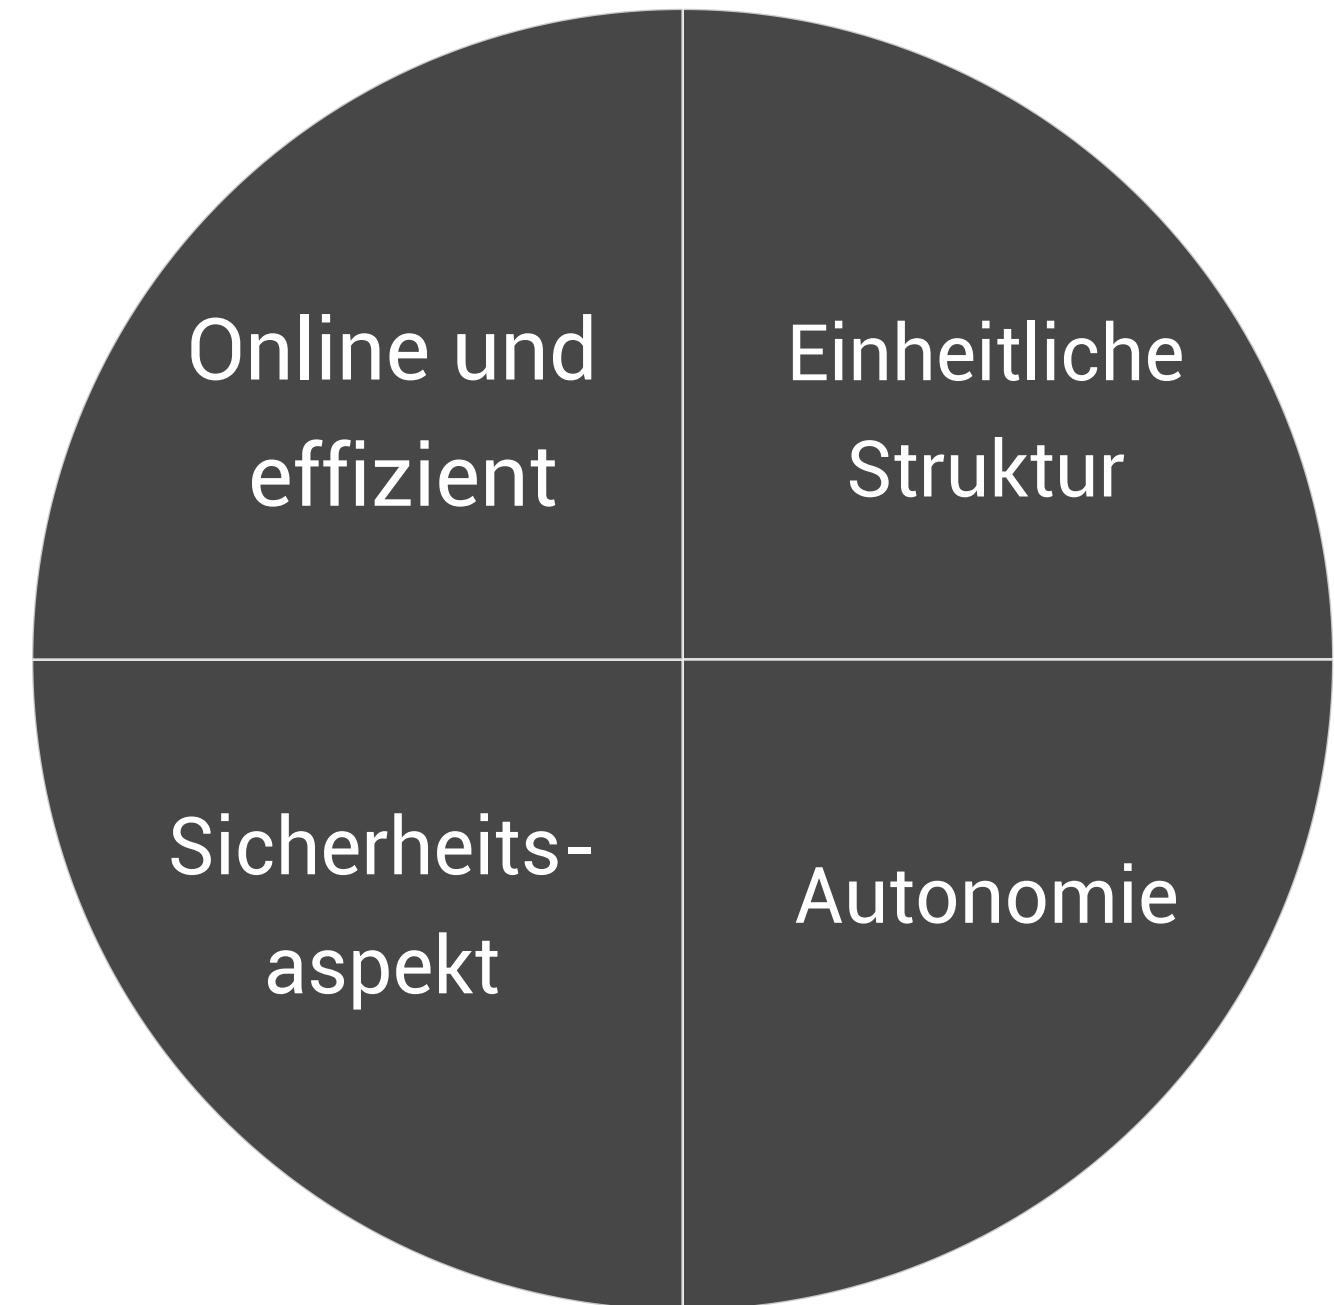 Online und
effizient
Einheitliche
Struktur
Sicherheits-
aspekt
Autonomie